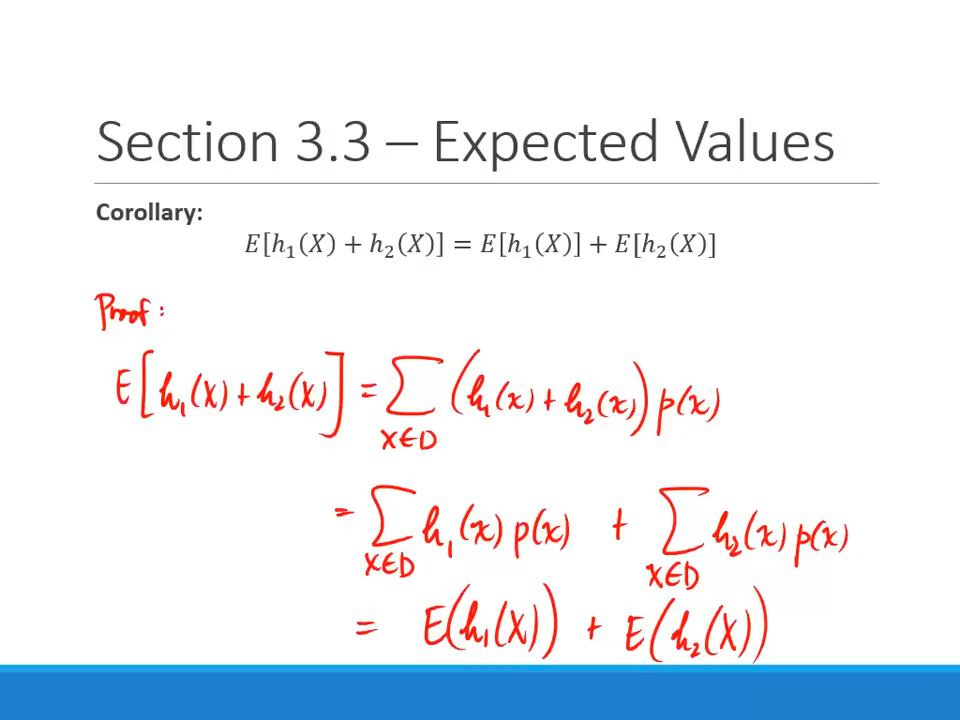 Section 3.3 – Expected Values
Corollary:
𝐸[ℎ₁(𝑋) + ℎ₂(𝑋)] = 𝐸[ℎ₁(𝑋)] + 𝐸[ℎ₂(𝑋)]
Proof:
E[h₁(X) + h₂(X)] = ∑ (h₁(x) + h₂(x)) p(x)
x∈D
= ∑ h₁(x) p(x) + ∑ h₂(x) p(x)
x∈D x∈D
= E(h₁(X)) + E(h₂(X))